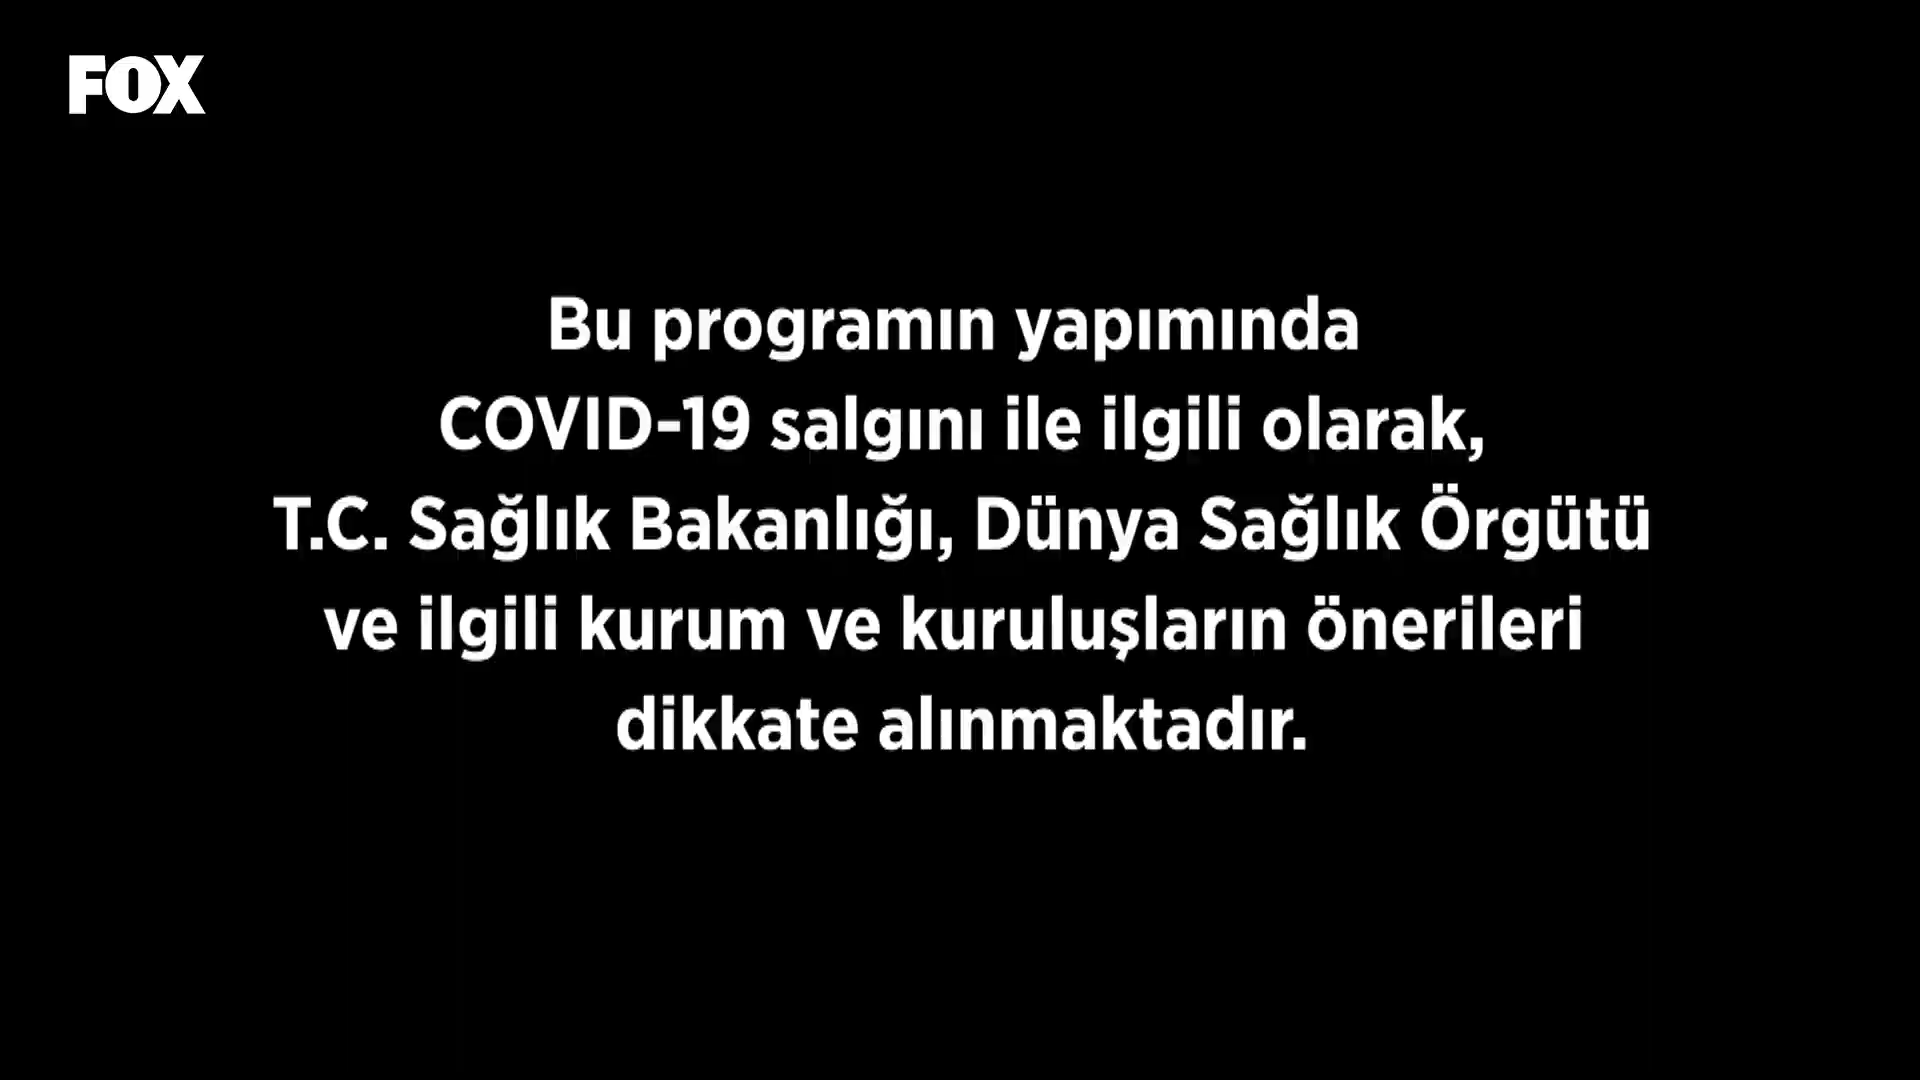 FOX
Bu programın yapımında
COVID-19 salgını ile ilgili olarak,
T.C. Sağlık Bakanlığı, Dünya Sağlık Örgütü
ve ilgili kurum ve kuruluşların önerileri
dikkate alınmaktadır.